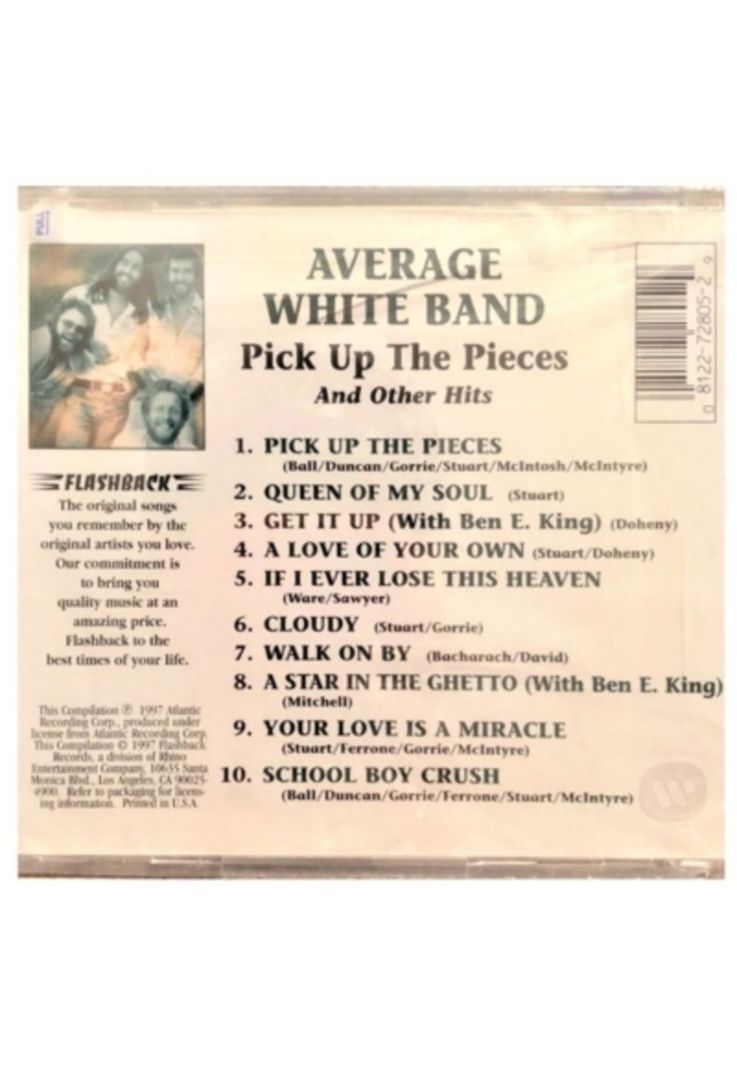 PULL
AVERAGE
WHITE BAND
Pick Up The Pieces
And Other Hits
0 8122-72805-2 9
1. PICK UP THE PIECES
(Ball/Duncan/Gorrie/Stuart/McIntosh/McIntyre)
2. QUEEN OF MY SOUL (Stuart)
3. GET IT UP (With Ben E. King) (Doheny)
4. A LOVE OF YOUR OWN (Stuart/Doheny)
5. IF I EVER LOSE THIS HEAVEN
(Ware/Sawyer)
6. CLOUDY (Stuart/Gorrie)
7. WALK ON BY (Bacharach/David)
8. A STAR IN THE GHETTO (With Ben E. King)
(Mitchell)
9. YOUR LOVE IS A MIRACLE
(Stuart/Ferrone/Gorrie/McIntyre)
10. SCHOOL BOY CRUSH
(Ball/Duncan/Gorrie/Ferrone/Stuart/McIntyre)
FLASHBACK
The original songs
you remember by the
original artists you love.
Our commitment is
to bring you
quality music at an
amazing price.
Flashback to the
best times of your life.
This Compilation ℗ 1997 Atlantic
Recording Corp., produced under
license from Atlantic Recording Corp.
This Compilation © 1997 Flashback
Records, a division of Rhino
Entertainment Company, 10635 Santa
Monica Blvd., Los Angeles, CA 90025-
4900. Refer to packaging for licens-
ing information. Printed in U.S.A.